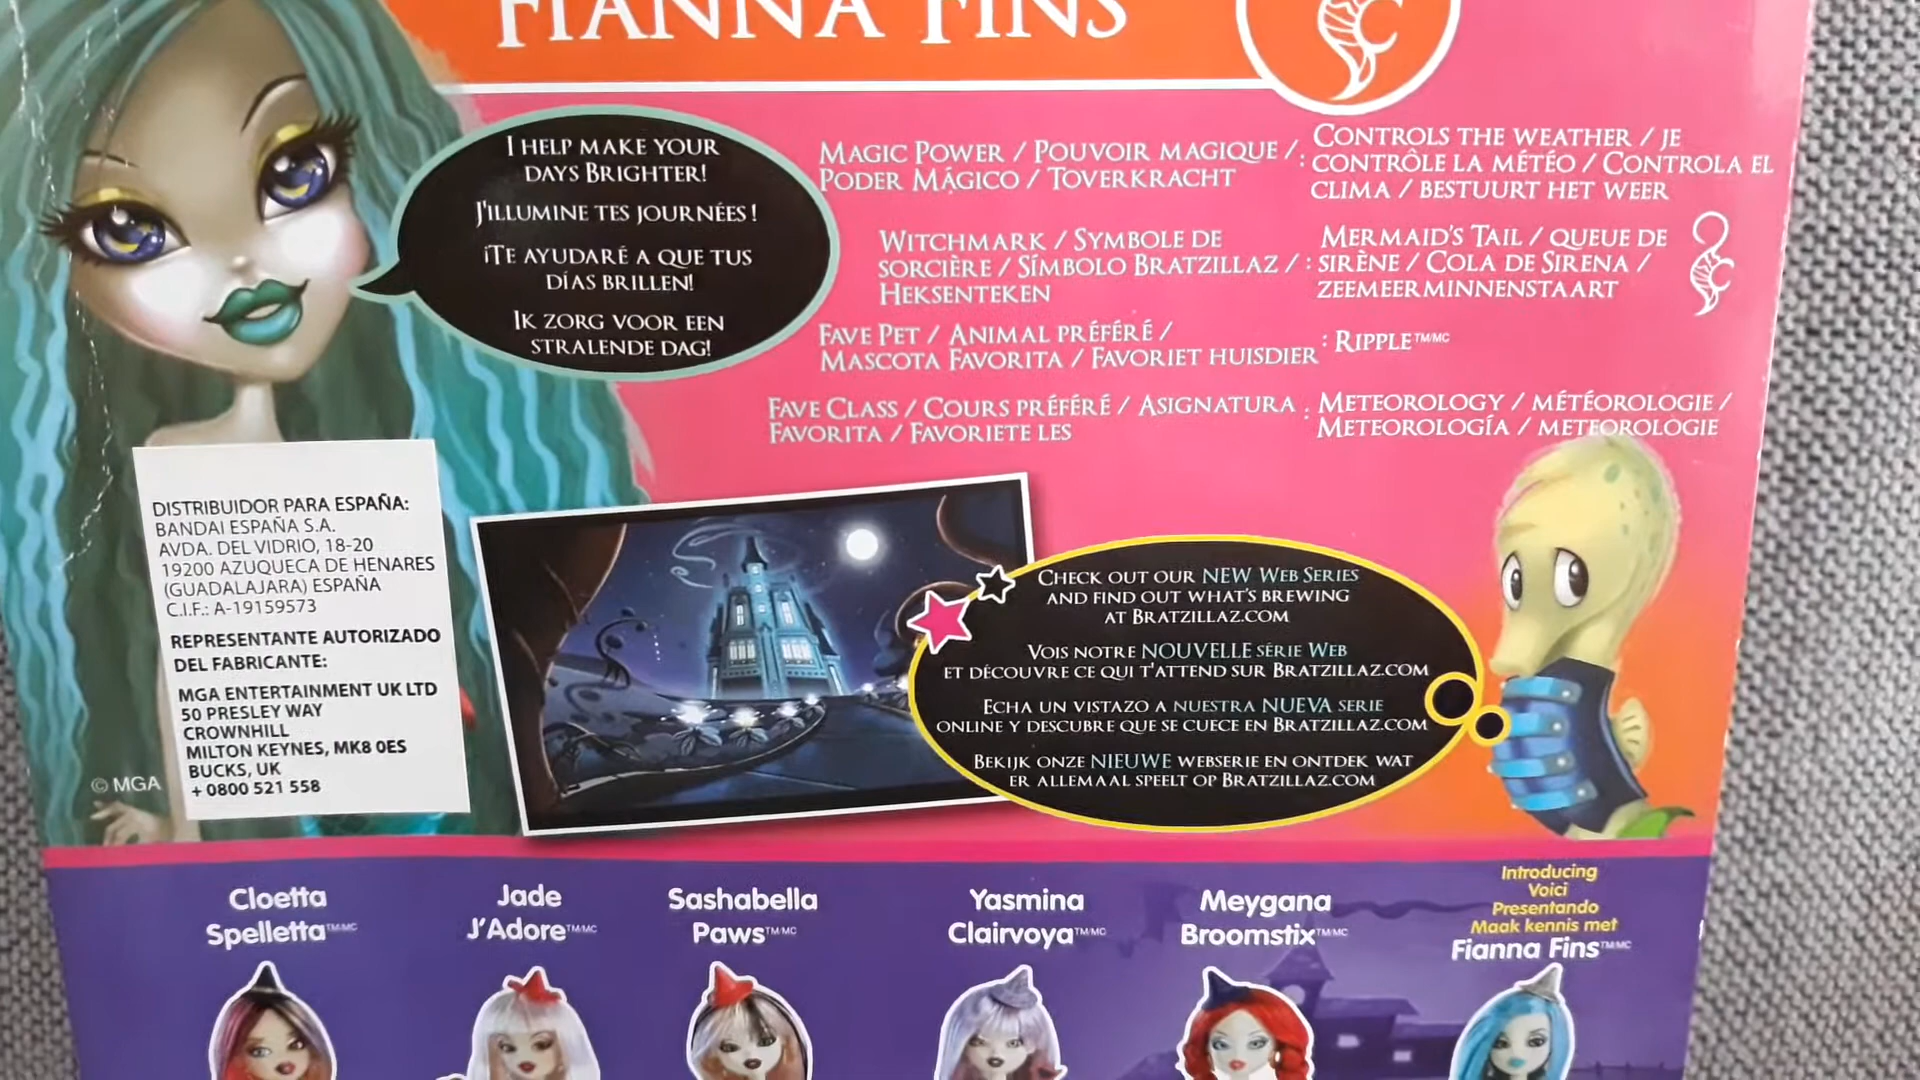 FIANNA FINS
C
I HELP MAKE YOUR
DAYS BRIGHTER!
J'ILLUMINE TES JOURNÉES !
¡TE AYUDARÉ A QUE TUS
DÍAS BRILLEN!
IK ZORG VOOR EEN
STRALENDE DAG!
MAGIC POWER / POUVOIR MAGIQUE /
PODER MÁGICO / TOVERKRACHT
: CONTROLS THE WEATHER / JE
CONTRÔLE LA MÉTÉO / CONTROLA EL
CLIMA / BESTUURT HET WEER
WITCHMARK / SYMBOLE DE
SORCIÈRE / SÍMBOLO BRATZILLAZ /
HEKSENTEKEN
: MERMAID'S TAIL / QUEUE DE
SIRÈNE / COLA DE SIRENA /
ZEEMEERMINNENSTAART
C
FAVE PET / ANIMAL PRÉFÉRÉ /
MASCOTA FAVORITA / FAVORIET HUISDIER
: RIPPLE™/MC
FAVE CLASS / COURS PRÉFÉRÉ / ASIGNATURA
FAVORITA / FAVORIETE LES
: METEOROLOGY / MÉTÉOROLOGIE /
METEOROLOGÍA / METEOROLOGIE
DISTRIBUIDOR PARA ESPAÑA:
BANDAI ESPAÑA S.A.
AVDA. DEL VIDRIO, 18-20
19200 AZUQUECA DE HENARES
(GUADALAJARA) ESPAÑA
C.I.F.: A-19159573
REPRESENTANTE AUTORIZADO
DEL FABRICANTE:
MGA ENTERTAINMENT UK LTD
50 PRESLEY WAY
CROWNHILL
MILTON KEYNES, MK8 0ES
BUCKS, UK
+ 0800 521 558
© MGA
CHECK OUT OUR NEW WEB SERIES
AND FIND OUT WHAT'S BREWING
AT BRATZILLAZ.COM
VOIS NOTRE NOUVELLE SÉRIE WEB
ET DÉCOUVRE CE QUI T'ATTEND SUR BRATZILLAZ.COM
ECHA UN VISTAZO A NUESTRA NUEVA SERIE
ONLINE Y DESCUBRE QUE SE CUECE EN BRATZILLAZ.COM
BEKIJK ONZE NIEUWE WEBSERIE EN ONTDEK WAT
ER ALLEMAAL SPEELT OP BRATZILLAZ.COM
Cloetta
Spelletta™/MC
Jade
J'Adore™/MC
Sashabella
Paws™/MC
Yasmina
Clairvoya™/MC
Meygana
Broomstix™/MC
Introducing
Voici
Presentando
Maak kennis met
Fianna Fins™/MC